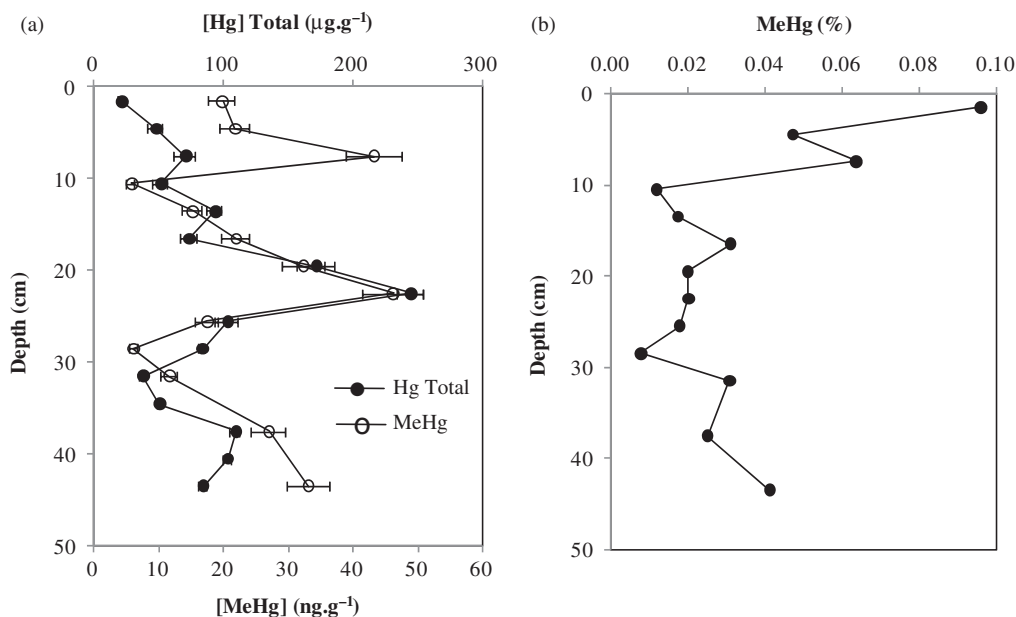 (a)
[Hg] Total (μg.g⁻¹)
0 100 200 300
0
10
20
30
40
50
Depth (cm)
Hg Total
MeHg
0 10 20 30 40 50 60
[MeHg] (ng.g⁻¹)
(b)
MeHg (%)
0.00 0.02 0.04 0.06 0.08 0.10
0
10
20
30
40
50
Depth (cm)